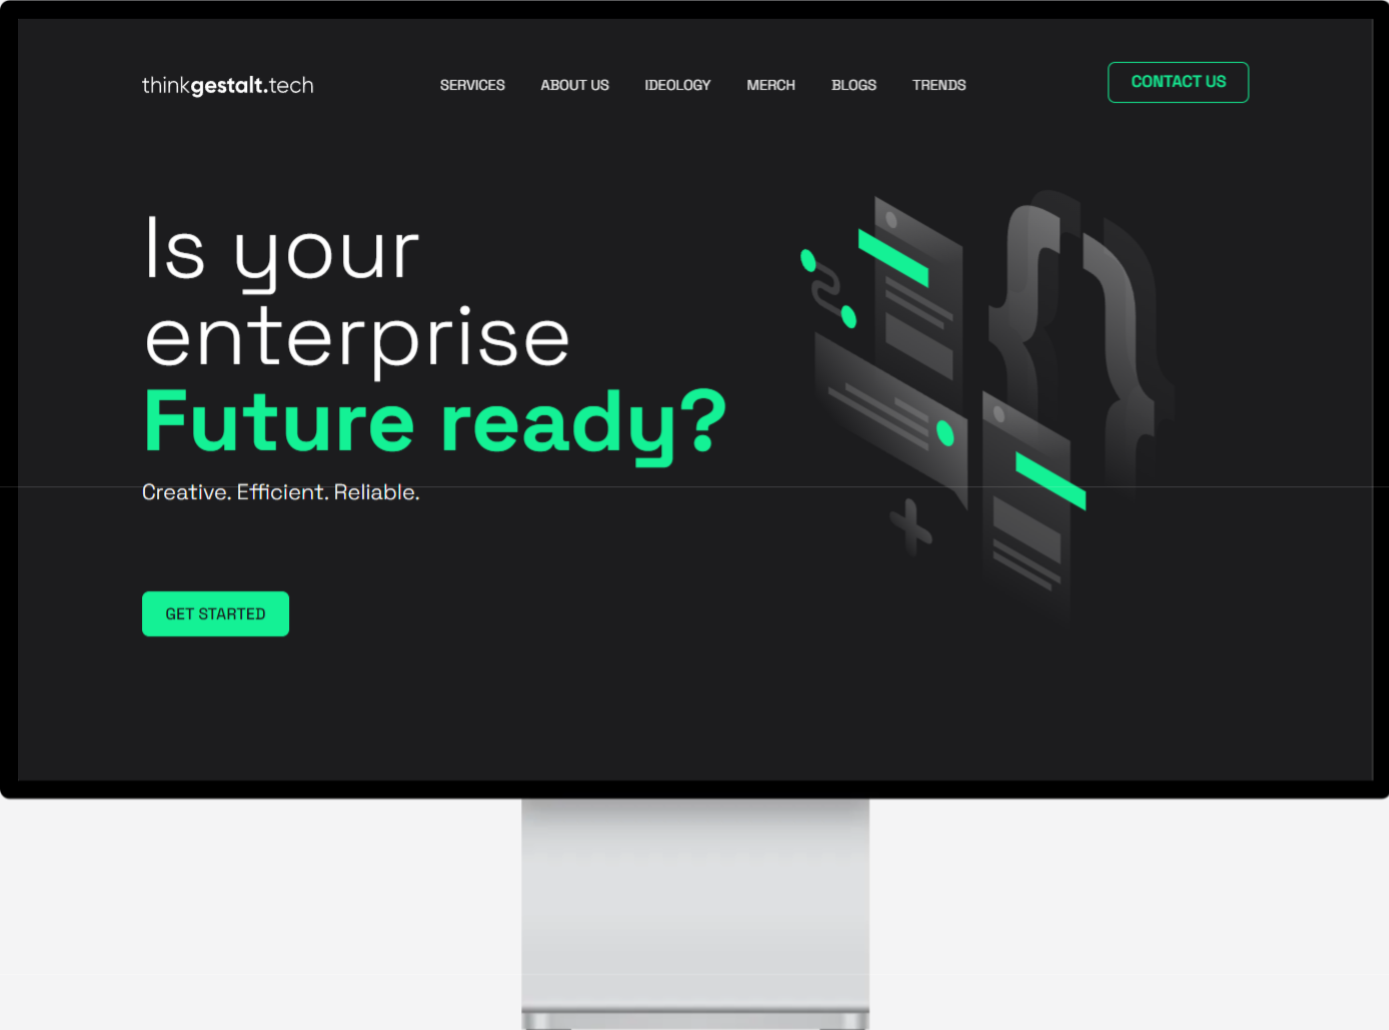 thinkgestalt.tech
SERVICES ABOUT US IDEOLOGY MERCH BLOGS TRENDS
CONTACT US
Is your
enterprise
Future ready?
Creative. Efficient. Reliable.
GET STARTED